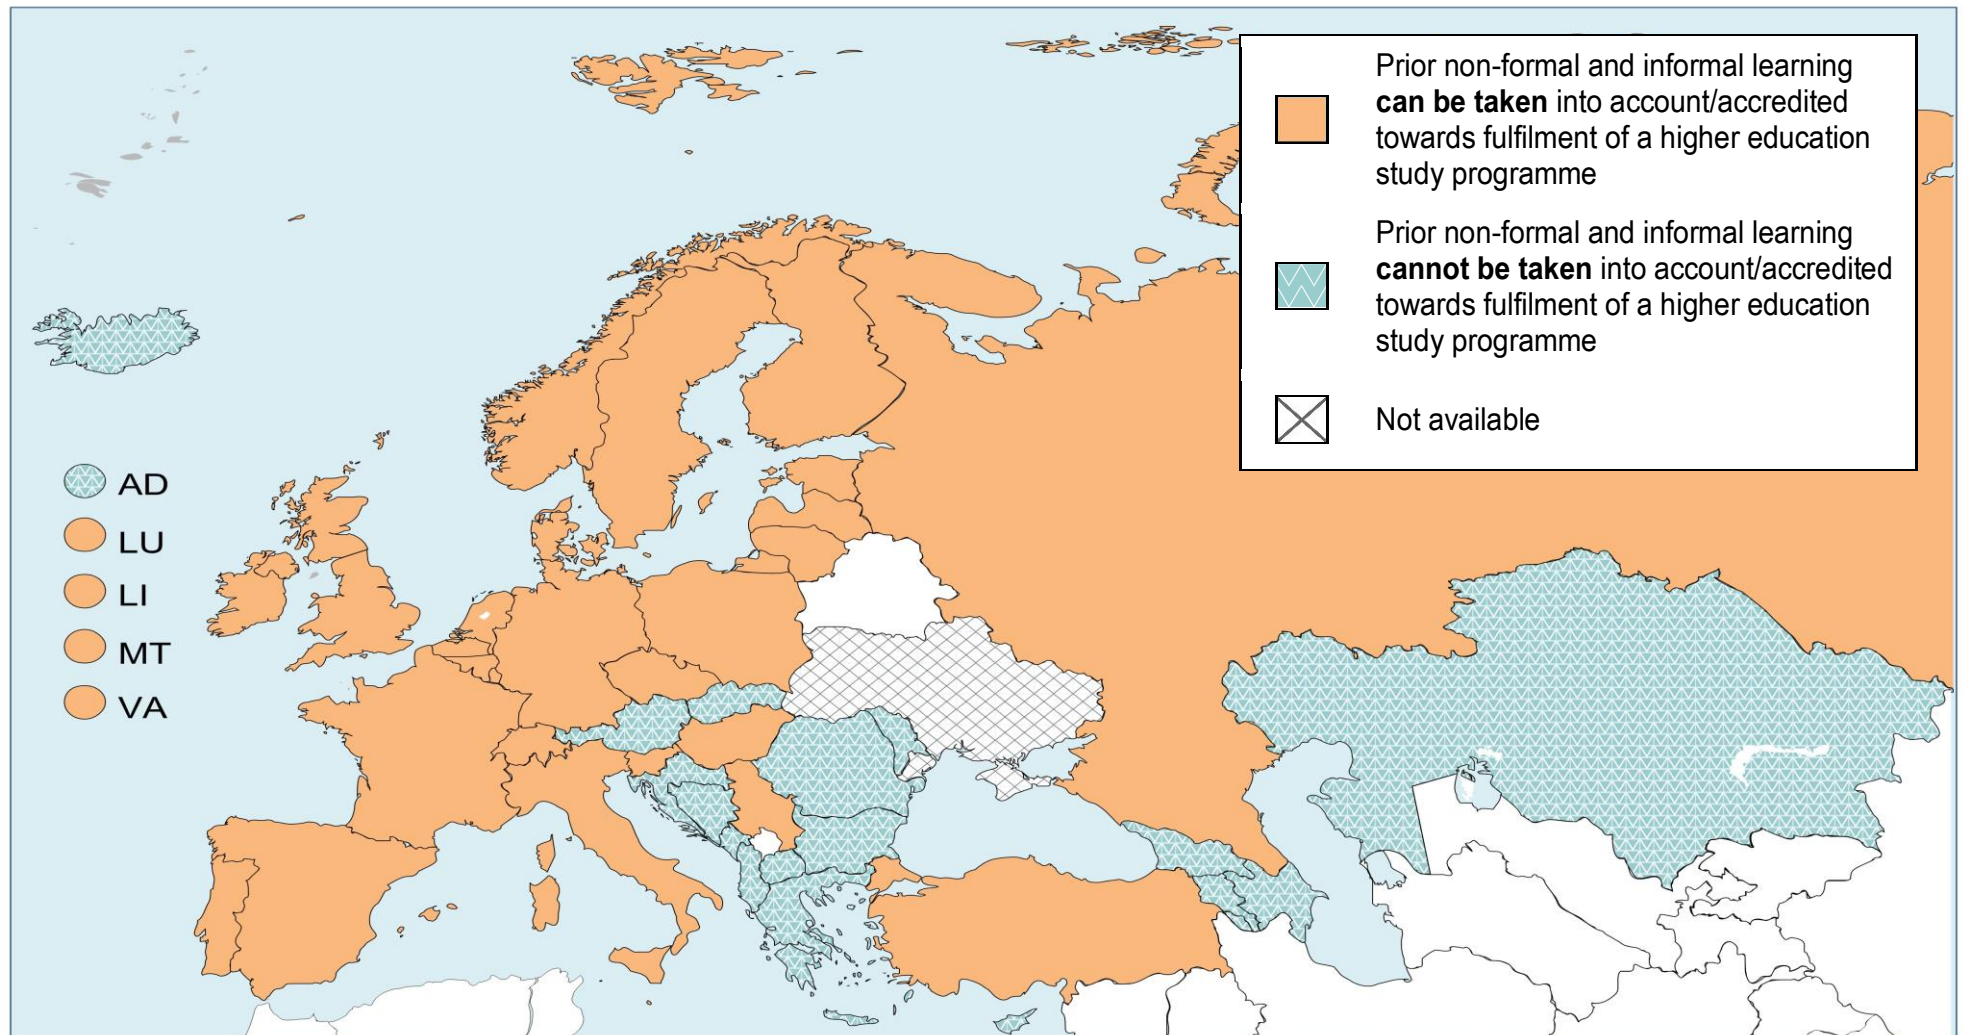 Prior non-formal and informal learning
can be taken into account/accredited
towards fulfilment of a higher education
study programme
Prior non-formal and informal learning
cannot be taken into account/accredited
towards fulfilment of a higher education
study programme
Not available
AD
LU
LI
MT
VA